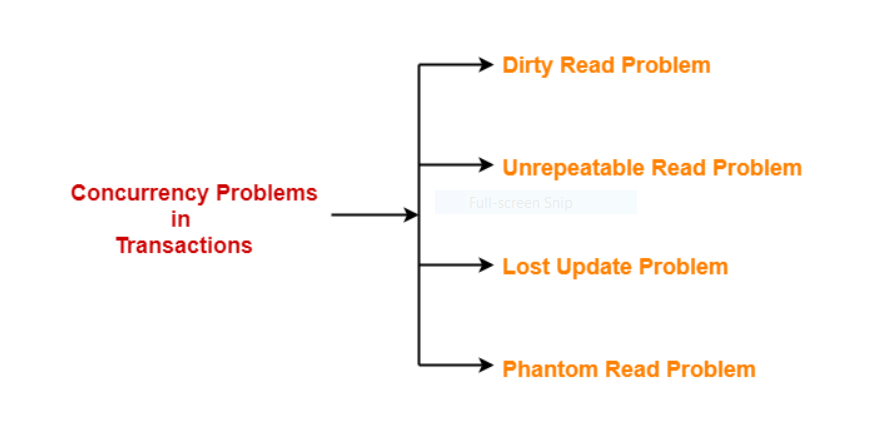 Dirty Read Problem
Unrepeatable Read Problem
Concurrency Problems
in
Transactions
Full-screen Snip
Lost Update Problem
Phantom Read Problem